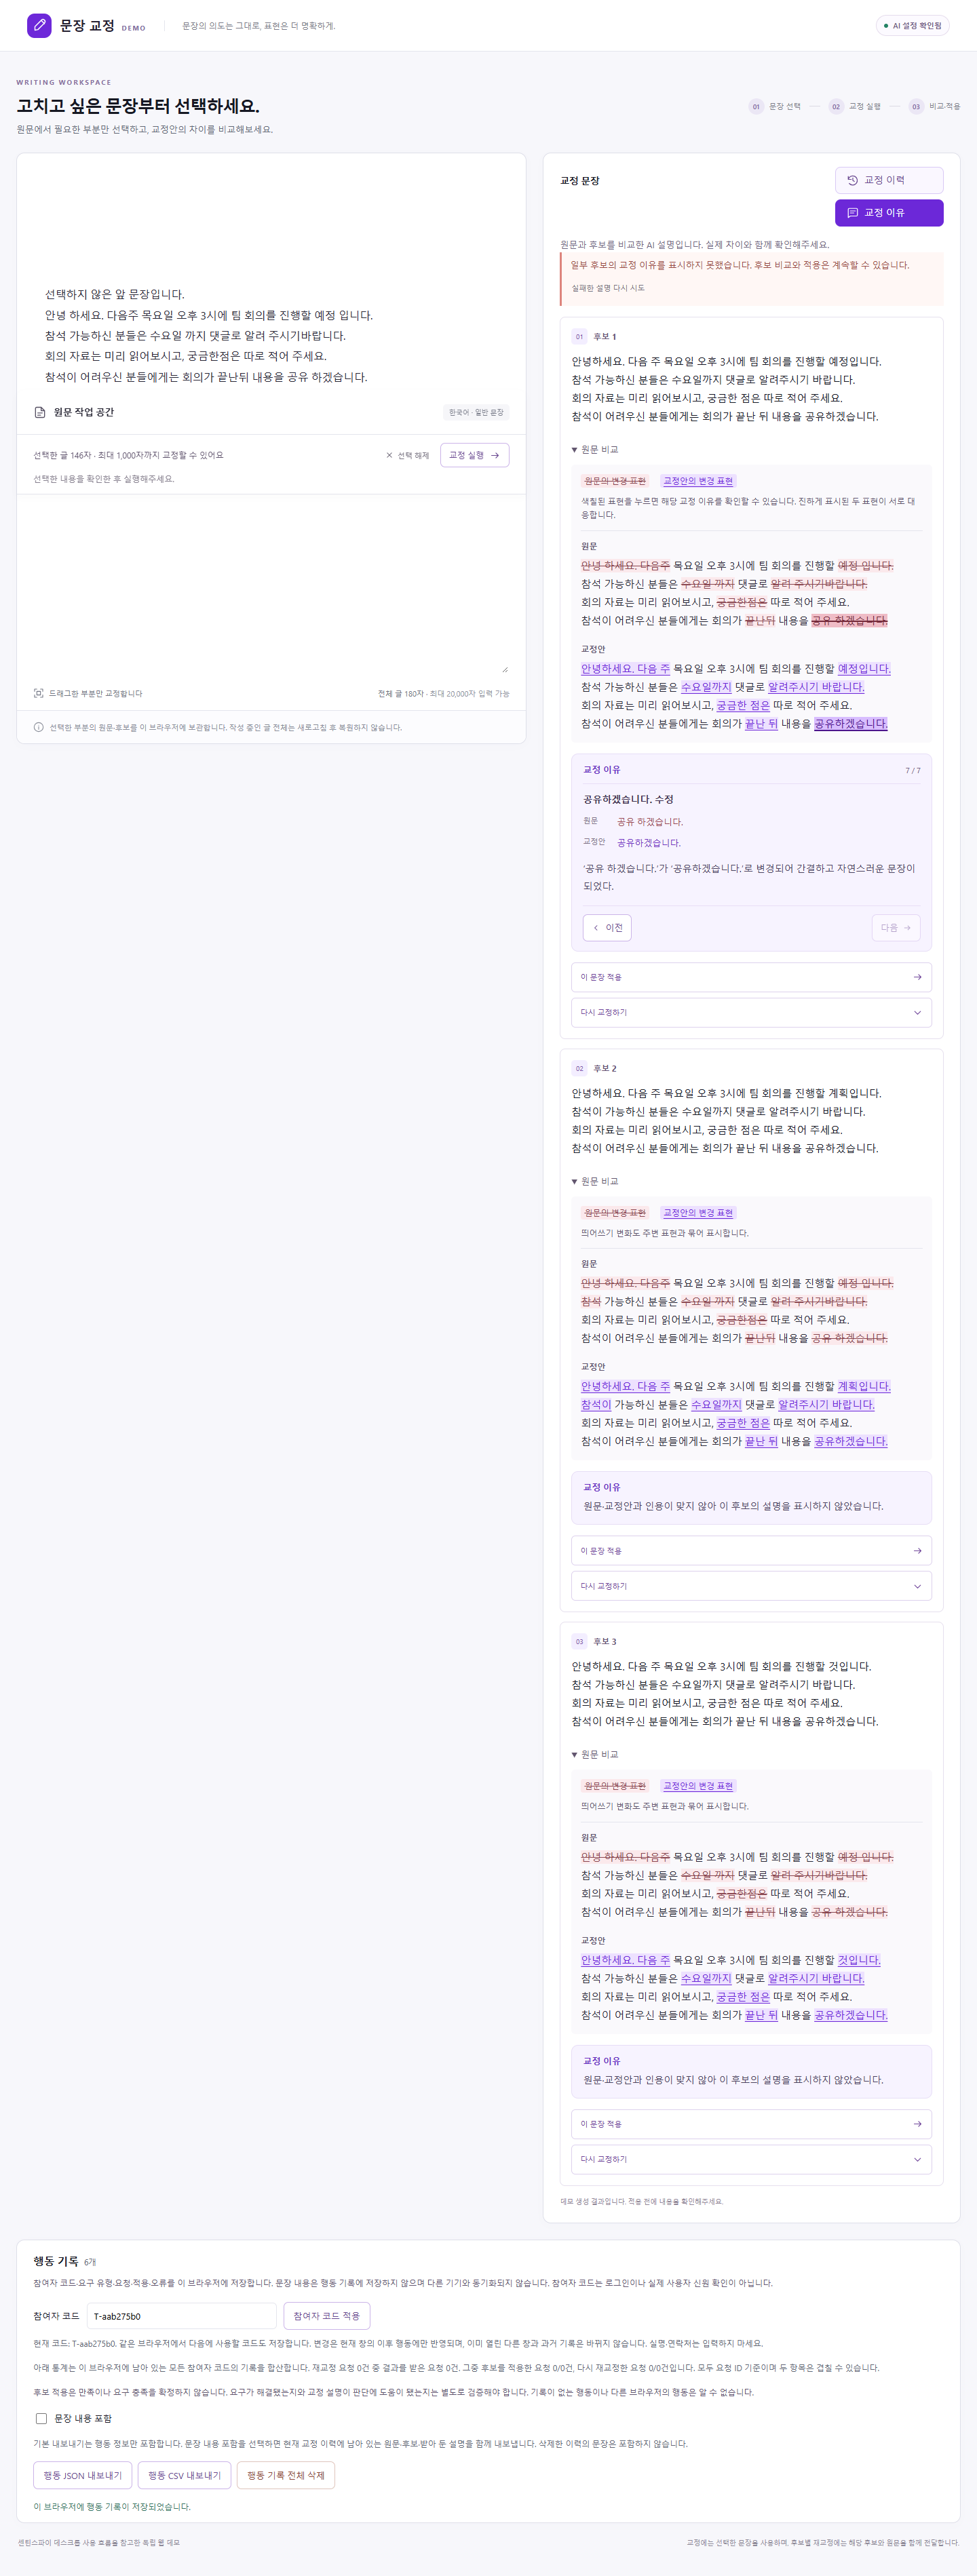 문장 교정 DEMO 문장의 의도는 그대로, 표현은 더 명확하게. AI 설정 확인됨
WRITING WORKSPACE
고치고 싶은 문장부터 선택하세요.
원문에서 필요한 부분만 선택하고, 교정안의 차이를 비교해보세요.
01 문장 선택 02 교정 실행 03 비교·적용
선택하지 않은 앞 문장입니다.
안녕 하세요. 다음주 목요일 오후 3시에 팀 회의를 진행할 예정 입니다.
참석 가능하신 분들은 수요일 까지 댓글로 알려 주시기바랍니다.
회의 자료는 미리 읽어보시고, 궁금한점은 따로 적어 주세요.
참석이 어려우신 분들에게는 회의가 끝난뒤 내용을 공유 하겠습니다.
원문 작업 공간 한국어 · 일반 문장
선택한 글 146자 · 최대 1,000자까지 교정할 수 있어요 선택 해제 교정 실행
선택한 내용을 확인한 후 실행해주세요.
드래그한 부분만 교정합니다 전체 글 180자 · 최대 20,000자 입력 가능
선택한 부분의 원문·후보를 이 브라우저에 보관합니다. 작성 중인 글 전체는 새로고침 후 복원하지 않습니다.
교정 문장
교정 이력
교정 이유
원문과 후보를 비교한 AI 설명입니다. 실제 차이와 함께 확인해주세요.
일부 후보의 교정 이유를 표시하지 못했습니다. 후보 비교와 적용은 계속할 수 있습니다.
실패한 설명 다시 시도
01 후보 1
안녕하세요. 다음 주 목요일 오후 3시에 팀 회의를 진행할 예정입니다.
참석 가능하신 분들은 수요일까지 댓글로 알려주시기 바랍니다.
회의 자료는 미리 읽어보시고, 궁금한 점은 따로 적어 주세요.
참석이 어려우신 분들에게는 회의가 끝난 뒤 내용을 공유하겠습니다.
▼ 원문 비교
원문의 변경 표현 교정안의 변경 표현
색칠된 표현을 누르면 해당 교정 이유를 확인할 수 있습니다. 진하게 표시된 두 표현이 서로 대
응합니다.
원문
안녕 하세요. 다음주 목요일 오후 3시에 팀 회의를 진행할 예정 입니다.
참석 가능하신 분들은 수요일 까지 댓글로 알려 주시기바랍니다.
회의 자료는 미리 읽어보시고, 궁금한점은 따로 적어 주세요.
참석이 어려우신 분들에게는 회의가 끝난뒤 내용을 공유 하겠습니다.
교정안
안녕하세요. 다음 주 목요일 오후 3시에 팀 회의를 진행할 예정입니다.
참석 가능하신 분들은 수요일까지 댓글로 알려주시기 바랍니다.
회의 자료는 미리 읽어보시고, 궁금한 점은 따로 적어 주세요.
참석이 어려우신 분들에게는 회의가 끝난 뒤 내용을 공유하겠습니다.
교정 이유 7 / 7
공유하겠습니다. 수정
원문 공유 하겠습니다.
교정안 공유하겠습니다.
'공유 하겠습니다.'가 '공유하겠습니다.'로 변경되어 간결하고 자연스러운 문장이
되었다.
이전 다음
이 문장 적용
다시 교정하기
02 후보 2
안녕하세요. 다음 주 목요일 오후 3시에 팀 회의를 진행할 계획입니다.
참석이 가능하신 분들은 수요일까지 댓글로 알려주시기 바랍니다.
회의 자료는 미리 읽어보시고, 궁금한 점은 따로 적어 주세요.
참석이 어려우신 분들에게는 회의가 끝난 뒤 내용을 공유하겠습니다.
▼ 원문 비교
원문의 변경 표현 교정안의 변경 표현
띄어쓰기 변화도 주변 표현과 묶어 표시합니다.
원문
안녕 하세요. 다음주 목요일 오후 3시에 팀 회의를 진행할 예정 입니다.
참석 가능하신 분들은 수요일 까지 댓글로 알려 주시기바랍니다.
회의 자료는 미리 읽어보시고, 궁금한점은 따로 적어 주세요.
참석이 어려우신 분들에게는 회의가 끝난뒤 내용을 공유 하겠습니다.
교정안
안녕하세요. 다음 주 목요일 오후 3시에 팀 회의를 진행할 계획입니다.
참석이 가능하신 분들은 수요일까지 댓글로 알려주시기 바랍니다.
회의 자료는 미리 읽어보시고, 궁금한 점은 따로 적어 주세요.
참석이 어려우신 분들에게는 회의가 끝난 뒤 내용을 공유하겠습니다.
교정 이유
원문·교정안과 인용이 맞지 않아 이 후보의 설명을 표시하지 않았습니다.
이 문장 적용
다시 교정하기
03 후보 3
안녕하세요. 다음 주 목요일 오후 3시에 팀 회의를 진행할 것입니다.
참석 가능하신 분들은 수요일까지 댓글로 알려주시기 바랍니다.
회의 자료는 미리 읽어보시고, 궁금한 점은 따로 적어 주세요.
참석이 어려우신 분들에게는 회의가 끝난 뒤 내용을 공유하겠습니다.
▼ 원문 비교
원문의 변경 표현 교정안의 변경 표현
띄어쓰기 변화도 주변 표현과 묶어 표시합니다.
원문
안녕 하세요. 다음주 목요일 오후 3시에 팀 회의를 진행할 예정 입니다.
참석 가능하신 분들은 수요일 까지 댓글로 알려 주시기바랍니다.
회의 자료는 미리 읽어보시고, 궁금한점은 따로 적어 주세요.
참석이 어려우신 분들에게는 회의가 끝난뒤 내용을 공유 하겠습니다.
교정안
안녕하세요. 다음 주 목요일 오후 3시에 팀 회의를 진행할 것입니다.
참석 가능하신 분들은 수요일까지 댓글로 알려주시기 바랍니다.
회의 자료는 미리 읽어보시고, 궁금한 점은 따로 적어 주세요.
참석이 어려우신 분들에게는 회의가 끝난 뒤 내용을 공유하겠습니다.
교정 이유
원문·교정안과 인용이 맞지 않아 이 후보의 설명을 표시하지 않았습니다.
이 문장 적용
다시 교정하기
데모 생성 결과입니다. 적용 전에 내용을 확인해주세요.
행동 기록 6개
참여자 코드·요구 유형·요청·적용·오류를 이 브라우저에 저장합니다. 문장 내용은 행동 기록에 저장하지 않으며 다른 기기와 동기화되지 않습니다. 참여자 코드는 로그인이나 실제 사용자 신원 확인이 아닙니다.
참여자 코드 T-aab275b0 참여자 코드 적용
현재 코드: T-aab275b0. 같은 브라우저에서 다음에 사용할 코드도 저장합니다. 변경은 현재 창의 이후 행동에만 반영되며, 이미 열린 다른 창과 과거 기록은 바뀌지 않습니다. 실명·연락처는 입력하지 마세요.
아래 통계는 이 브라우저에 남아 있는 모든 참여자 코드의 기록을 합산합니다. 재교정 요청 0건 중 결과를 받은 요청 0건. 그중 후보를 적용한 요청 0/0건, 다시 재교정한 요청 0/0건입니다. 모두 요청 ID 기준이며 두 항목은 겹칠 수 있습니다.
후보 적용은 만족이나 요구 충족을 확정하지 않습니다. 요구가 해결됐는지와 교정 설명이 판단에 도움이 됐는지는 별도로 검증해야 합니다. 기록이 없는 행동이나 다른 브라우저의 행동은 알 수 없습니다.
문장 내용 포함
기본 내보내기는 행동 정보만 포함합니다. 문장 내용 포함을 선택하면 현재 교정 이력에 남아 있는 원문·후보·받아 둔 설명을 함께 내보냅니다. 삭제한 이력의 문장은 포함하지 않습니다.
행동 JSON 내보내기 행동 CSV 내보내기 행동 기록 전체 삭제
이 브라우저에 행동 기록이 저장되었습니다.
센틴스파이 데스크톱 사용 흐름을 참고한 독립 웹 데모 교정에는 선택한 문장을 사용하며, 후보별 재교정에는 해당 후보와 원문을 함께 전달합니다.